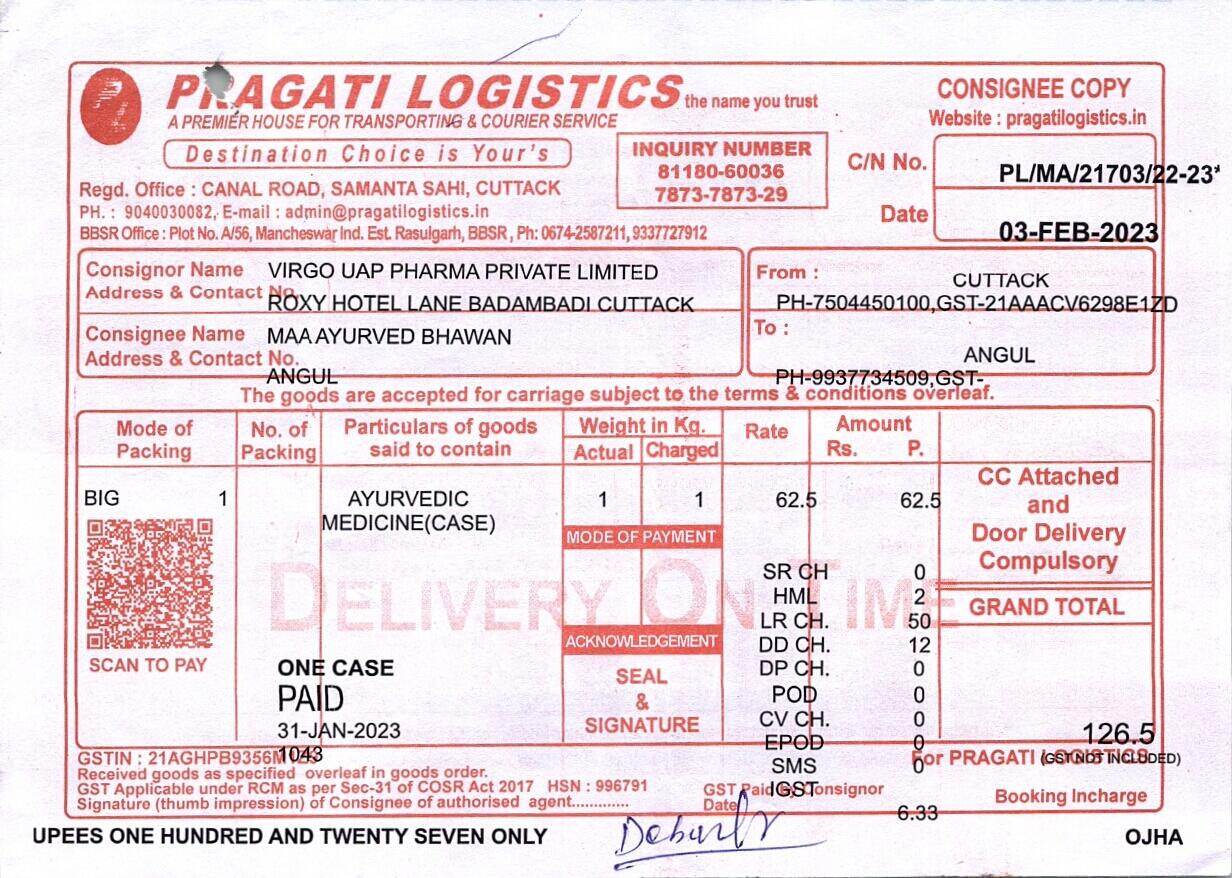 PRAGATI LOGISTICS the name you trust
A PREMIER HOUSE FOR TRANSPORTING & COURIER SERVICE
Destination Choice is Your's
Regd. Office : CANAL ROAD, SAMANTA SAHI, CUTTACK
PH. : 9040030082, E-mail : admin@pragatilogistics.in
BBSR Office : Plot No. A/56, Mancheswar Ind. Est. Rasulgarh, BBSR , Ph: 0674-2587211,9337727912
INQUIRY NUMBER
81180-60036
7873-7873-29
CONSIGNEE COPY
Website : pragatilogistics.in
C/N No. PL/MA/21703/22-23*
Date 03-FEB-2023
Consignor Name VIRGO UAP PHARMA PRIVATE LIMITED
Address & Contact No. ROXY HOTEL LANE BADAMBADI CUTTACK
Consignee Name MAA AYURVED BHAWAN
Address & Contact No.
ANGUL
From : CUTTACK
PH-7504450100,GST-21AAACV6298E1ZD
To :
ANGUL
PH-9937734509,GST-
The goods are accepted for carriage subject to the terms & conditions overleaf.
Mode of Packing No. of Packing Particulars of goods said to contain Weight in Kg. Actual Charged Rate Amount Rs. P.
BIG 1 AYURVEDIC 1 1 62.5 62.5
MEDICINE(CASE)
CC Attached
and
Door Delivery
Compulsory
MODE OF PAYMENT
DELIVERY ON TIME
SR CH 0
HML 2
LR CH. 50
DD CH. 12
DP CH. 0
POD 0
CV CH. 0
EPOD 0
SMS 0
IGST 6.33
GRAND TOTAL
126.5
(GST NOT INCLUDED)
ACKNOWLEDGEMENT
SEAL
&
SIGNATURE
SCAN TO PAY
ONE CASE
PAID
31-JAN-2023
1043
GSTIN : 21AGHPB9356M
Received goods as specified overleaf in goods order.
GST Applicable under RCM as per Sec-31 of COSR Act 2017 HSN : 996791
Signature (thumb impression) of Consignee of authorised agent.............
GST Paid By Consignor
Date
For PRAGATI LOGISTICS
Booking Incharge
UPEES ONE HUNDRED AND TWENTY SEVEN ONLY
OJHA